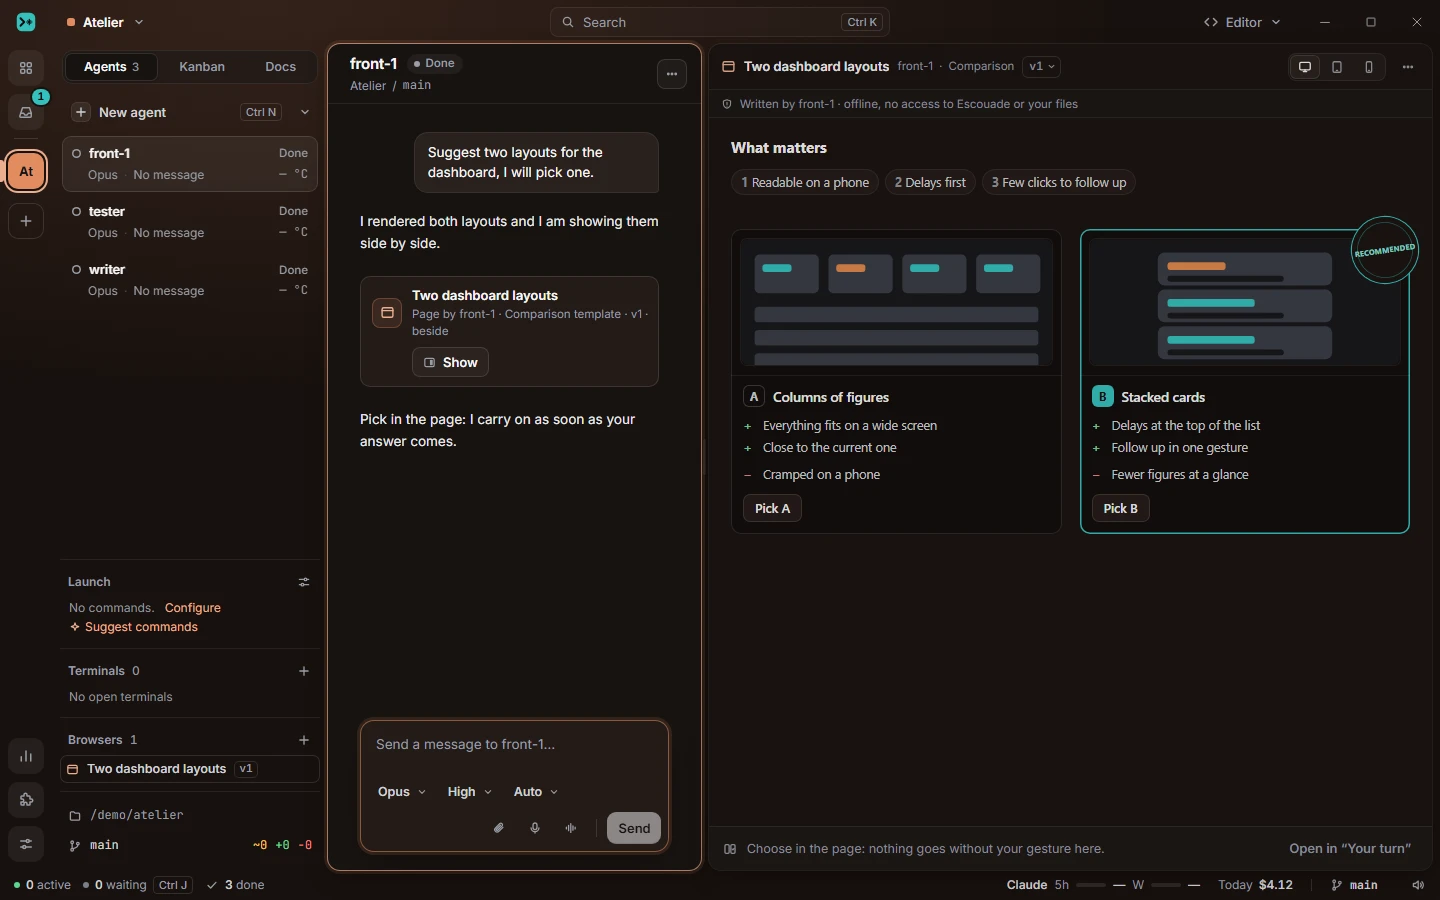 Atelier
Search
Ctrl K
Editor
Agents 3
Kanban
Docs
1
New agent
Ctrl N
At
front-1
Done
Opus · No message
– °C
tester
Done
Opus · No message
– °C
writer
Done
Opus · No message
– °C
Launch
No commands. Configure
Suggest commands
Terminals 0
No open terminals
Browsers 1
Two dashboard layouts v1
/demo/atelier
main
~0 +0 -0
front-1
Done
Atelier / main
Suggest two layouts for the
dashboard, I will pick one.
I rendered both layouts and I am showing them
side by side.
Two dashboard layouts
Page by front-1 · Comparison template · v1 ·
beside
Show
Pick in the page: I carry on as soon as your
answer comes.
Send a message to front-1...
Opus
High
Auto
Send
Two dashboard layouts front-1 · Comparison v1
Written by front-1 · offline, no access to Escouade or your files
What matters
1 Readable on a phone
2 Delays first
3 Few clicks to follow up
A Columns of figures
+ Everything fits on a wide screen
+ Close to the current one
– Cramped on a phone
Pick A
RECOMMENDED
B Stacked cards
+ Delays at the top of the list
+ Follow up in one gesture
– Fewer figures at a glance
Pick B
Choose in the page: nothing goes without your gesture here.
Open in “Your turn”
0 active
0 waiting
Ctrl J
3 done
Claude 5h — W —
Today $4.12
main